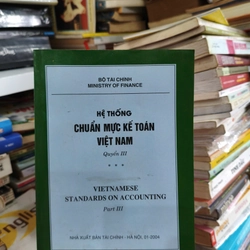 BỘ TÀI CHÍNH
MINISTRY OF FINANCE
HỆ THỐNG
CHUẨN MỰC KẾ TOÁN
VIỆT NAM
Quyển III
* * *
VIETNAMESE
STANDARDS ON ACCOUNTING
Part III
NHÀ XUẤT BẢN TÀI CHÍNH - HÀ NỘI, 01-2004